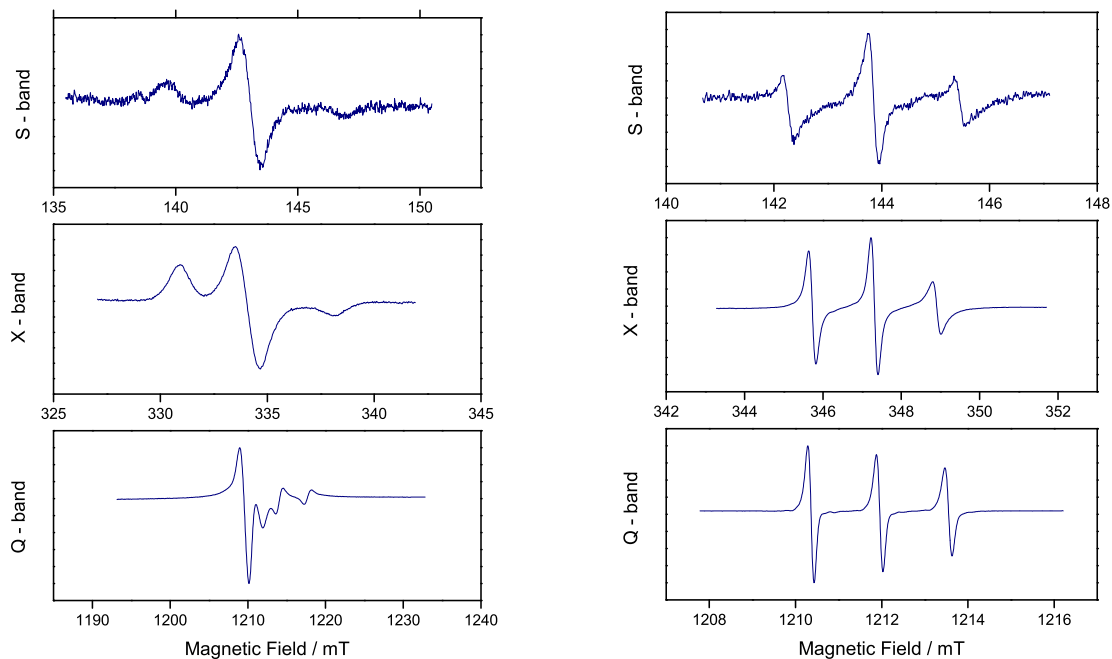 S - band
135 140 145 150
S - band
140 142 144 146 148
X - band
325 330 335 340 345
X - band
342 344 346 348 350 352
Q - band
1190 1200 1210 1220 1230 1240
Magnetic Field / mT
Q - band
1208 1210 1212 1214 1216
Magnetic Field / mT